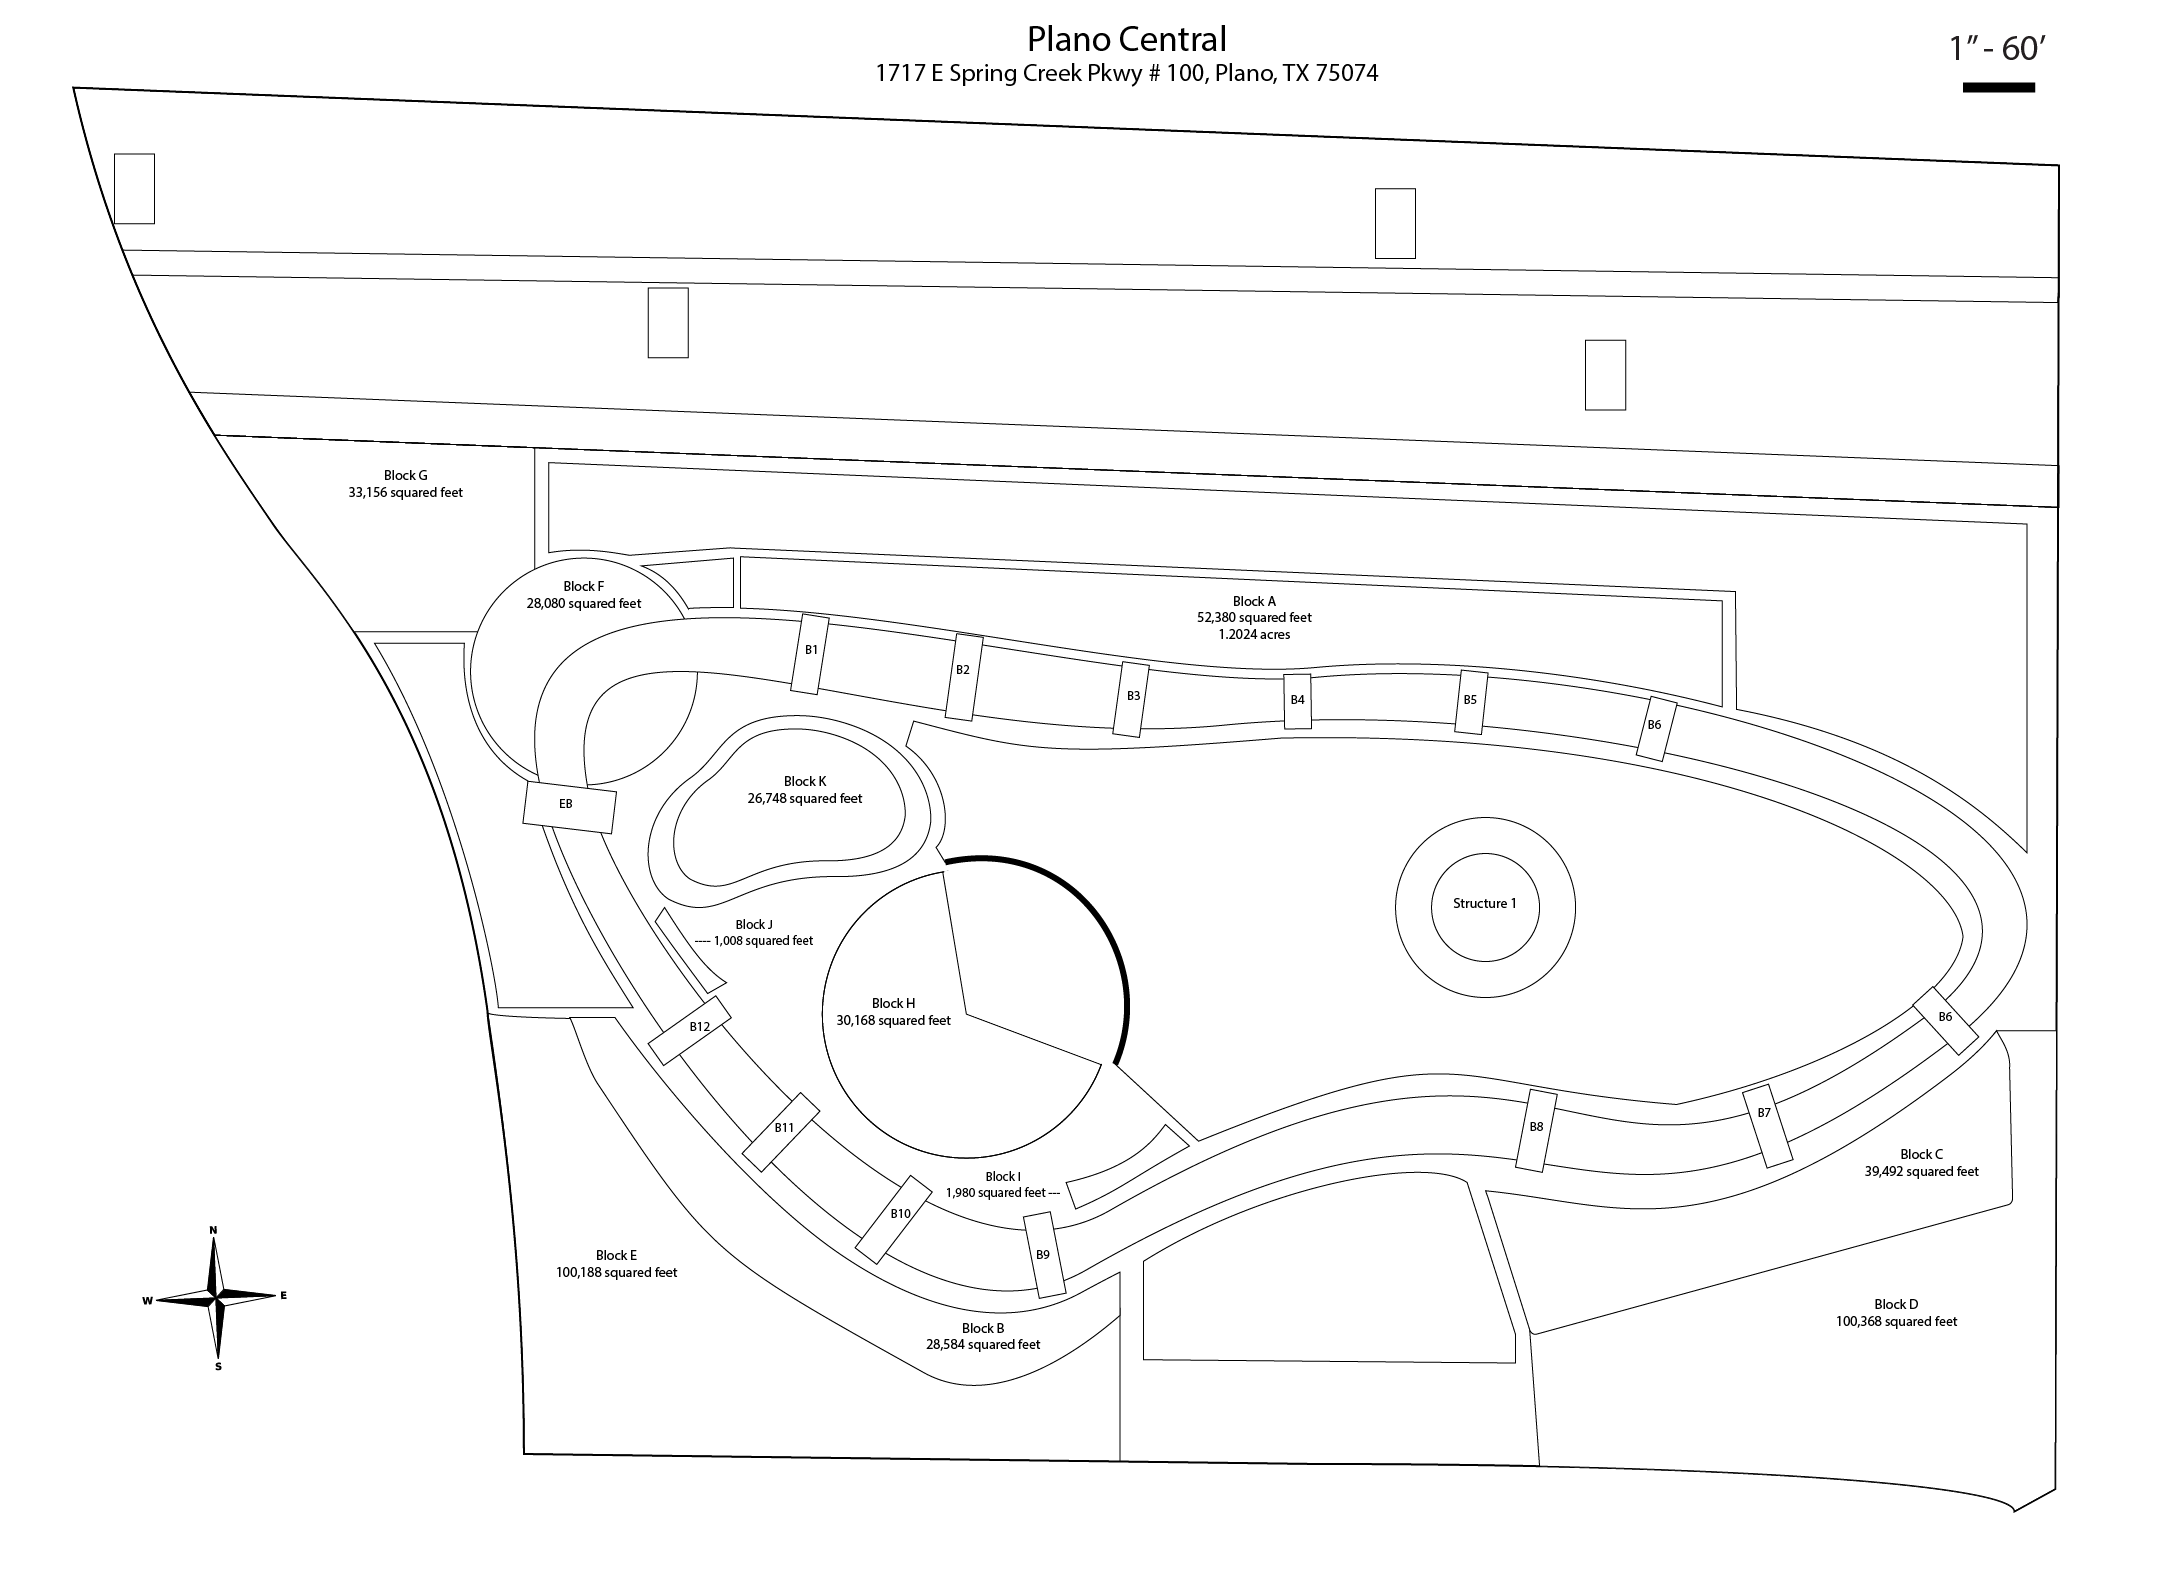 Plano Central
1717 E Spring Creek Pkwy # 100, Plano, TX 75074
1” - 60’
Block G
33,156 squared feet
Block F
28,080 squared feet
Block A
52,380 squared feet
1.2024 acres
B1
B2
B3
B4
B5
B6
Block K
26,748 squared feet
EB
Structure 1
Block J
---- 1,008 squared feet
Block H
30,168 squared feet
B6
B12
B11
B7
B8
Block C
39,492 squared feet
Block I
1,980 squared feet ---
B10
B9
Block E
100,188 squared feet
Block D
100,368 squared feet
Block B
28,584 squared feet
N
W
E
S